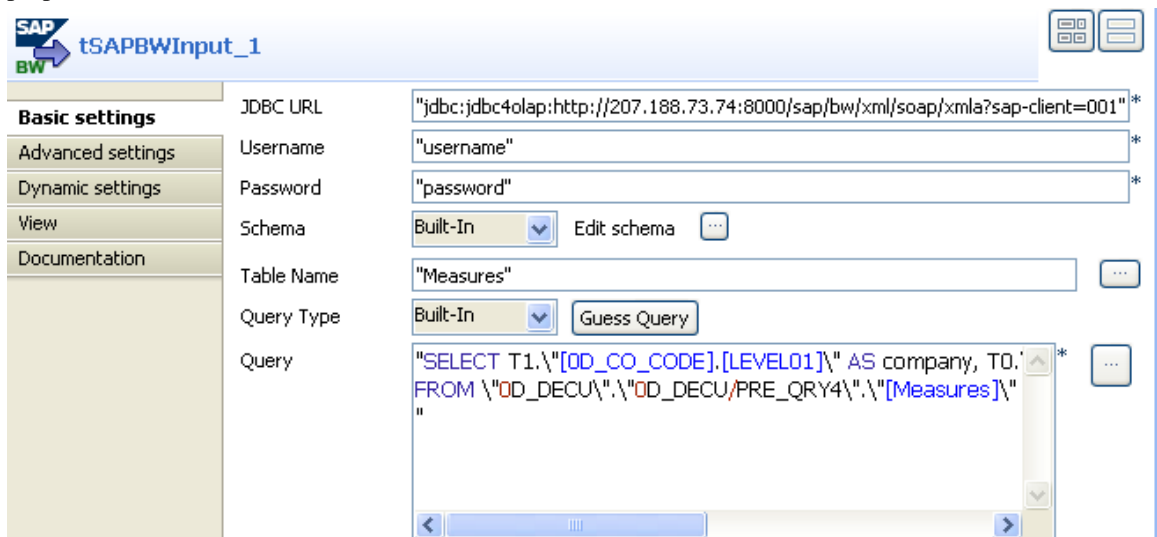 SAP
BW
tSAPBWInput_1
Basic settings
Advanced settings
Dynamic settings
View
Documentation
JDBC URL "jdbc:jdbc4olap:http://207.188.73.74:8000/sap/bw/xml/soap/xmla?sap-client=001" *
Username "username" *
Password "password" *
Schema Built-In Edit schema ...
Table Name "Measures" ...
Query Type Built-In Guess Query
Query "SELECT T1.\"[0D_CO_CODE].[LEVEL01]\" AS company, T0. * ...
FROM \"0D_DECU\".\"0D_DECU/PRE_QRY4\".\"[Measures]\"
"